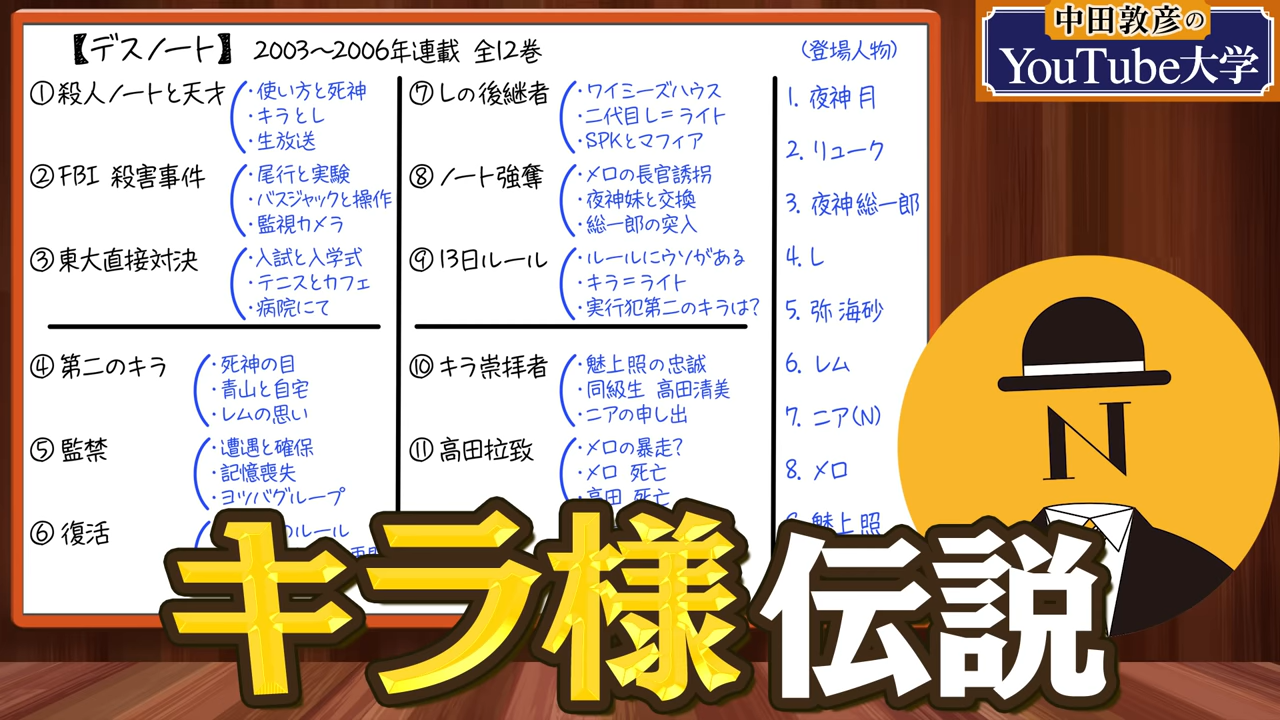 【デスノート】 2003〜2006年連載 全12巻
①殺人ノートと天才
・使い方と死神
・キラとL
・生放送
②FBI 殺害事件
・尾行と実験
・バスジャックと操作
・監視カメラ
③東大直接対決
・入試と入学式
・テニスとカフェ
・病院にて
④第二のキラ
・死神の目
・青山と自宅
・レムの思い
⑤監禁
・遭遇と確保
・記憶喪失
・ヨツバグループ
⑥復活
のルール
⑦Lの後継者
・ワイミーズハウス
・二代目L=ライト
・SPKとマフィア
⑧ノート強奪
・メロの長官誘拐
・夜神妹と交換
・総一郎の突入
⑨13日ルール
・ルールにウソがある
・キラ=ライト
・実行犯第二のキラは?
⑩キラ崇拝者
・魅上照の忠誠
・同級生 高田清美
・ニアの申し出
⑪高田拉致
・メロの暴走?
・メロ 死亡
・高田 死亡
(登場人物)
1. 夜神月
2. リューク
3. 夜神総一郎
4. L
5. 弥海砂
6. レム
7. ニア(N)
8. メロ
魅上照
中田敦彦の
YouTube大学
N
キラ様伝説